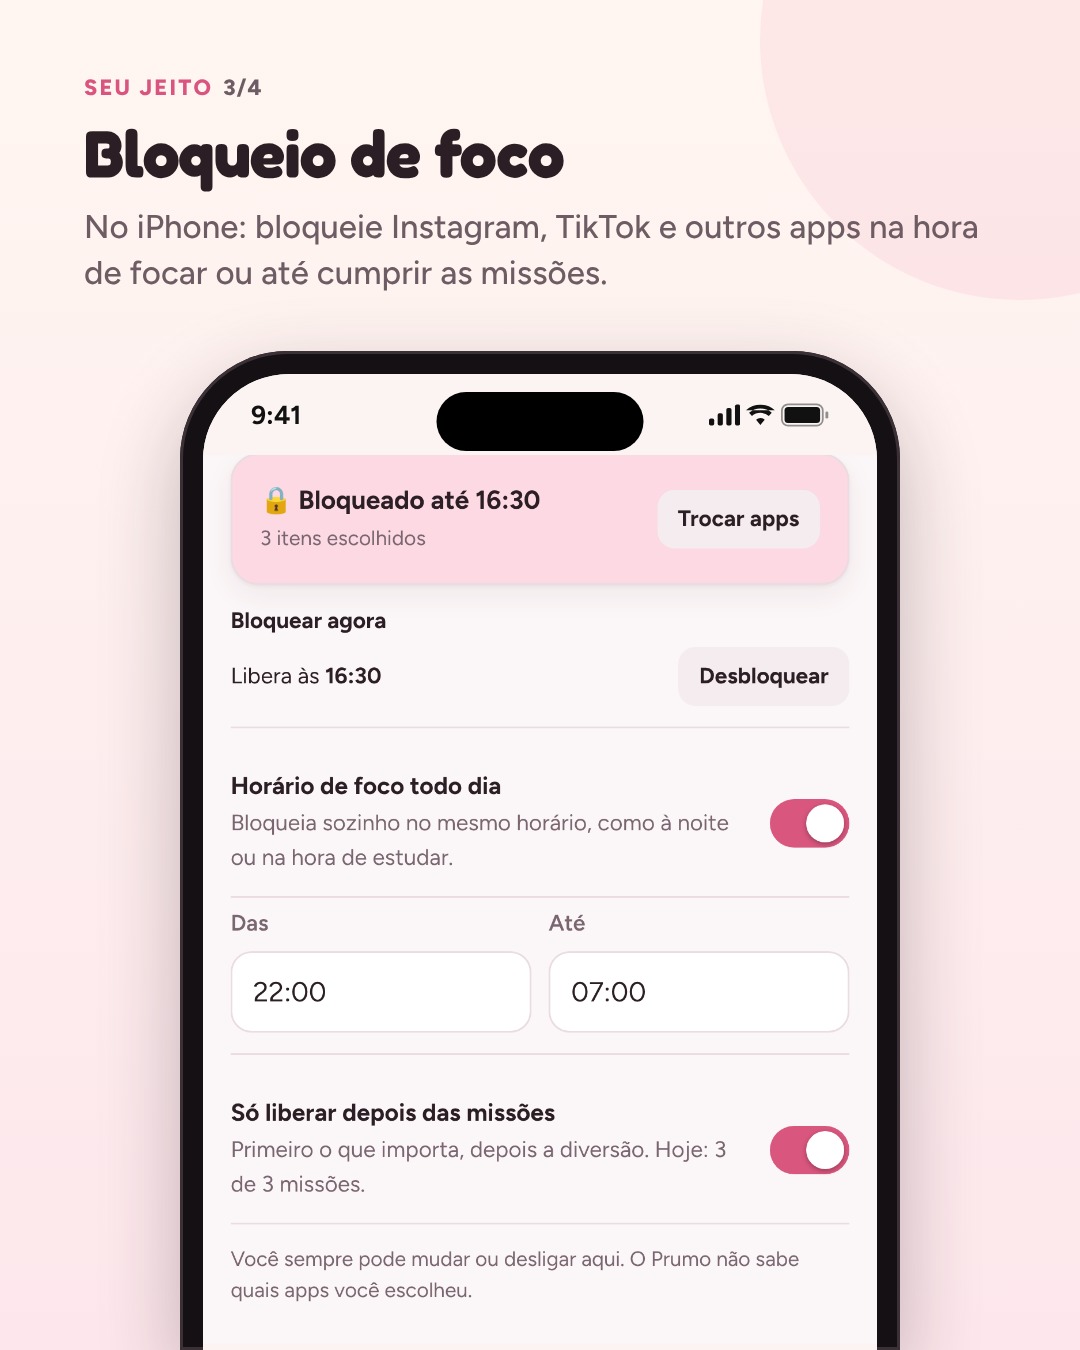 SEU JEITO 3/4
Bloqueio de foco
No iPhone: bloqueie Instagram, TikTok e outros apps na hora
de focar ou até cumprir as missões.
9:41
🔒 Bloqueado até 16:30
3 itens escolhidos
Trocar apps
Bloquear agora
Libera às 16:30
Desbloquear
Horário de foco todo dia
Bloqueia sozinho no mesmo horário, como à noite
ou na hora de estudar.
Das
Até
22:00
07:00
Só liberar depois das missões
Primeiro o que importa, depois a diversão. Hoje: 3
de 3 missões.
Você sempre pode mudar ou desligar aqui. O Prumo não sabe
quais apps você escolheu.